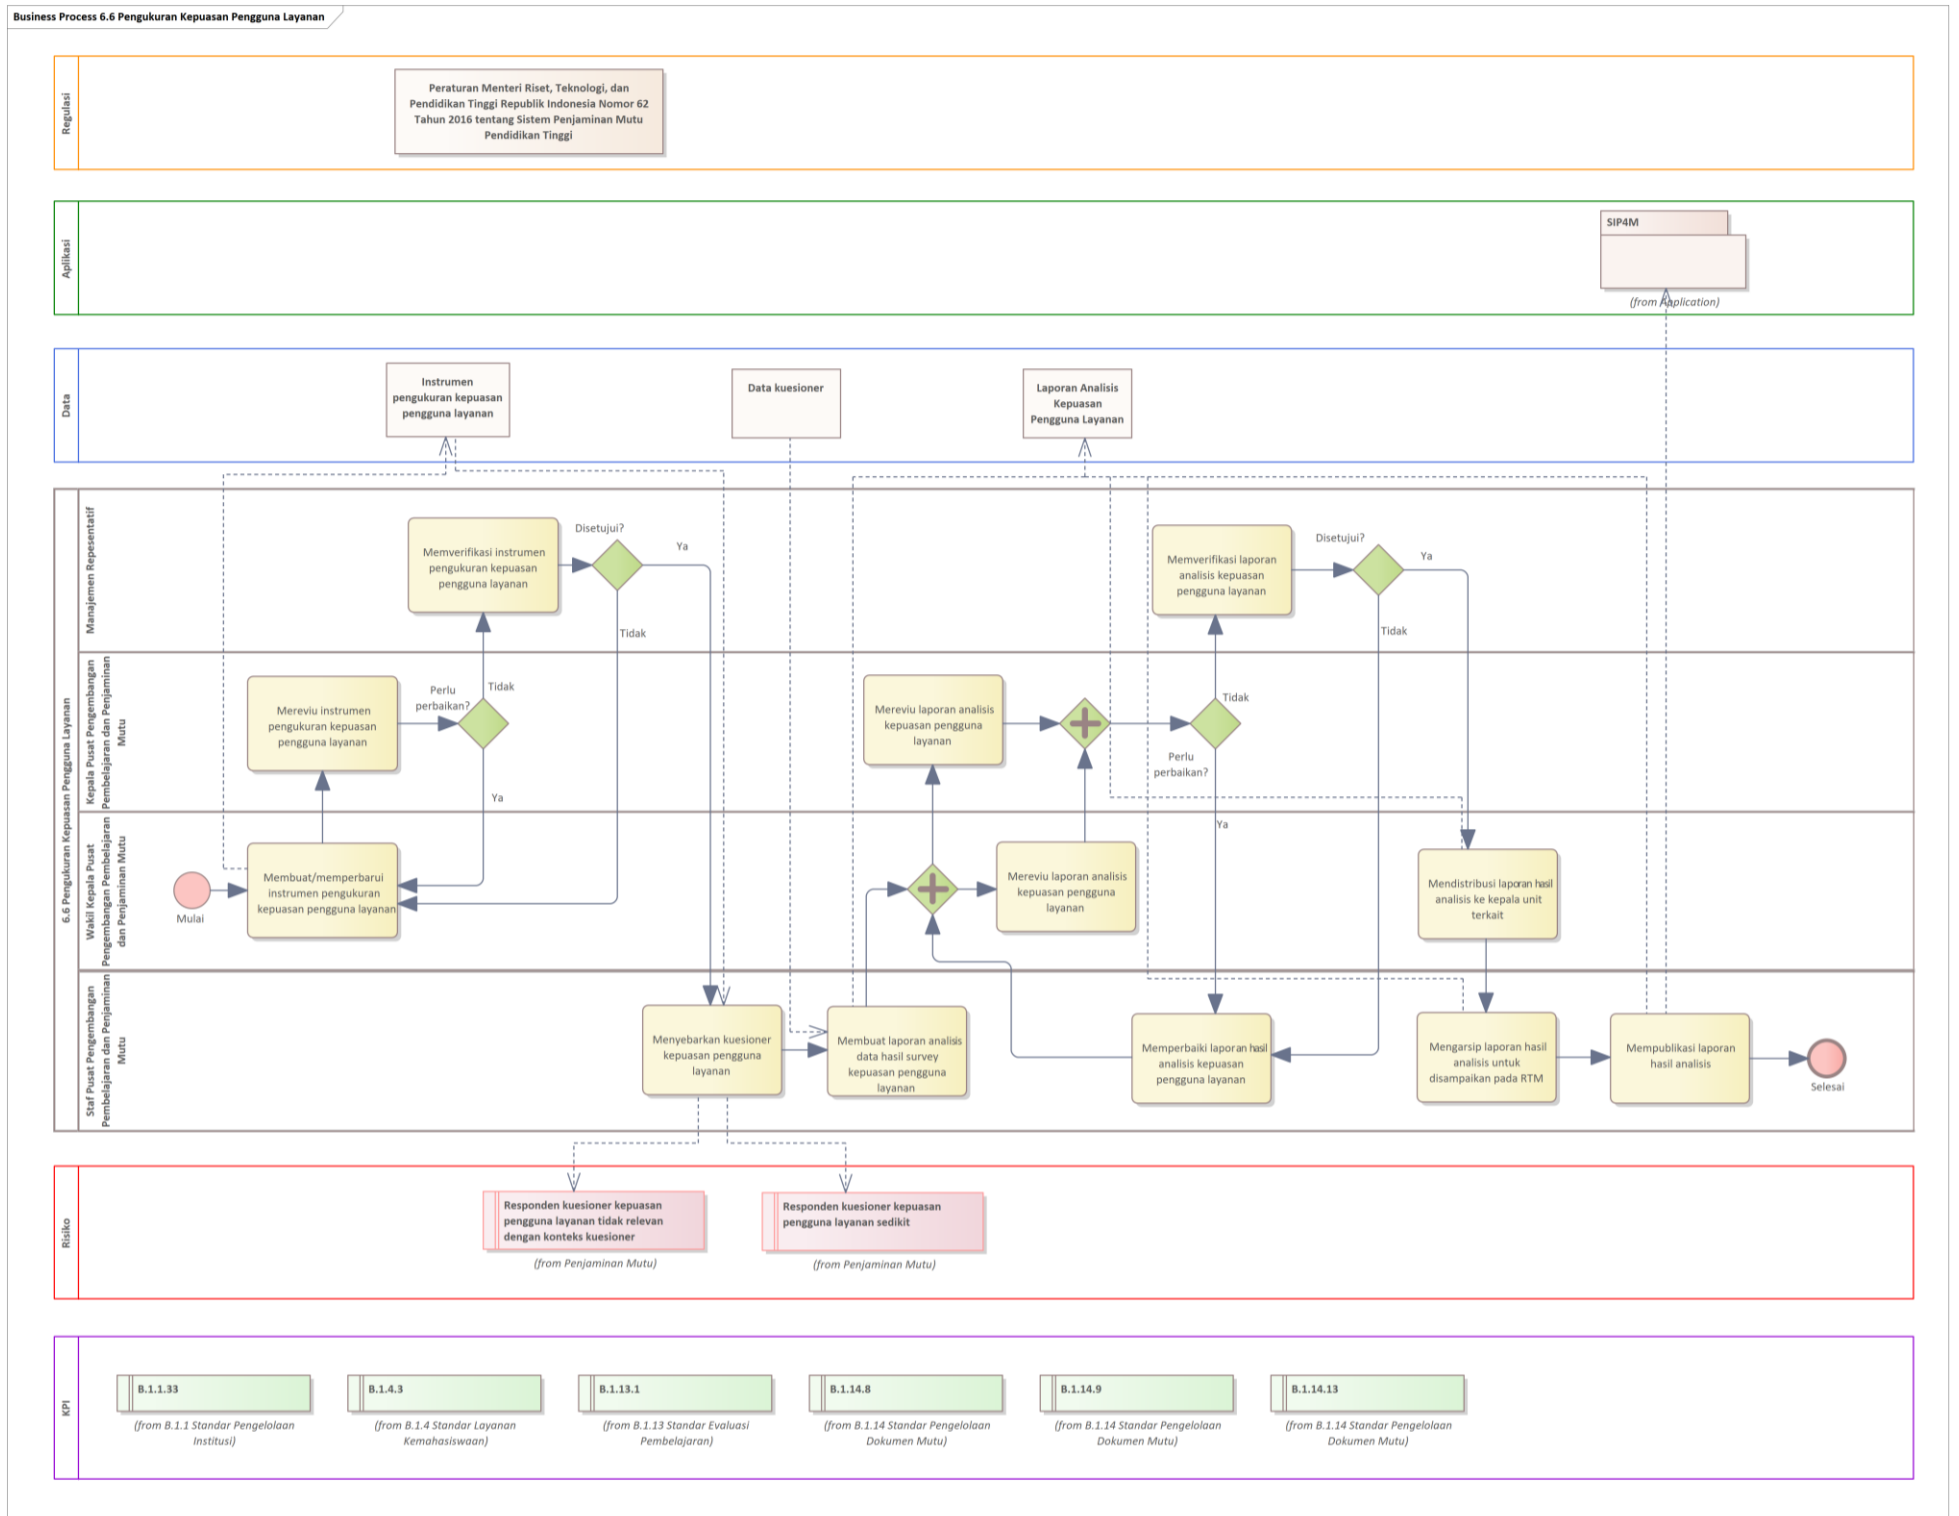 Business Process 6.6 Pengukuran Kepuasan Pengguna Layanan
Regulasi
Peraturan Menteri Riset, Teknologi, dan
Pendidikan Tinggi Republik Indonesia Nomor 62
Tahun 2016 tentang Sistem Penjaminan Mutu
Pendidikan Tinggi
Aplikasi
SIP4M
(from Application)
Data
Instrumen
pengukuran kepuasan
pengguna layanan
Data kuesioner
Laporan Analisis
Kepuasan
Pengguna Layanan
6.6 Pengukuran Kepuasan Pengguna Layanan
Manajemen Repesentatif
Memverifikasi instrumen
pengukuran kepuasan
pengguna layanan
Disetujui?
Ya
Tidak
Memverifikasi laporan
analisis kepuasan
pengguna layanan
Disetujui?
Ya
Tidak
Kepala Pusat Pengembangan
Pembelajaran dan Penjaminan
Mutu
Mereviu instrumen
pengukuran kepuasan
pengguna layanan
Perlu
perbaikan?
Tidak
Ya
Mereviu laporan analisis
kepuasan pengguna
layanan
Tidak
Perlu
perbaikan?
Ya
Wakil Kepala Pusat
Pengembangan Pembelajaran
dan Penjaminan Mutu
Mulai
Membuat/memperbarui
instrumen pengukuran
kepuasan pengguna layanan
Mereviu laporan analisis
kepuasan pengguna
layanan
Mendistribusi laporan hasil
analisis ke kepala unit
terkait
Staf Pusat Pengembangan
Pembelajaran dan Penjaminan
Mutu
Menyebarkan kuesioner
kepuasan pengguna
layanan
Membuat laporan analisis
data hasil survey
kepuasan pengguna
layanan
Memperbaiki laporan hasil
analisis kepuasan
pengguna layanan
Mengarsip laporan hasil
analisis untuk
disampaikan pada RTM
Mempublikasi laporan
hasil analisis
Selesai
Risiko
Responden kuesioner kepuasan
pengguna layanan tidak relevan
dengan konteks kuesioner
(from Penjaminan Mutu)
Responden kuesioner kepuasan
pengguna layanan sedikit
(from Penjaminan Mutu)
KPI
B.1.1.33
(from B.1.1 Standar Pengelolaan
Institusi)
B.1.4.3
(from B.1.4 Standar Layanan
Kemahasiswaan)
B.1.13.1
(from B.1.13 Standar Evaluasi
Pembelajaran)
B.1.14.8
(from B.1.14 Standar Pengelolaan
Dokumen Mutu)
B.1.14.9
(from B.1.14 Standar Pengelolaan
Dokumen Mutu)
B.1.14.13
(from B.1.14 Standar Pengelolaan
Dokumen Mutu)